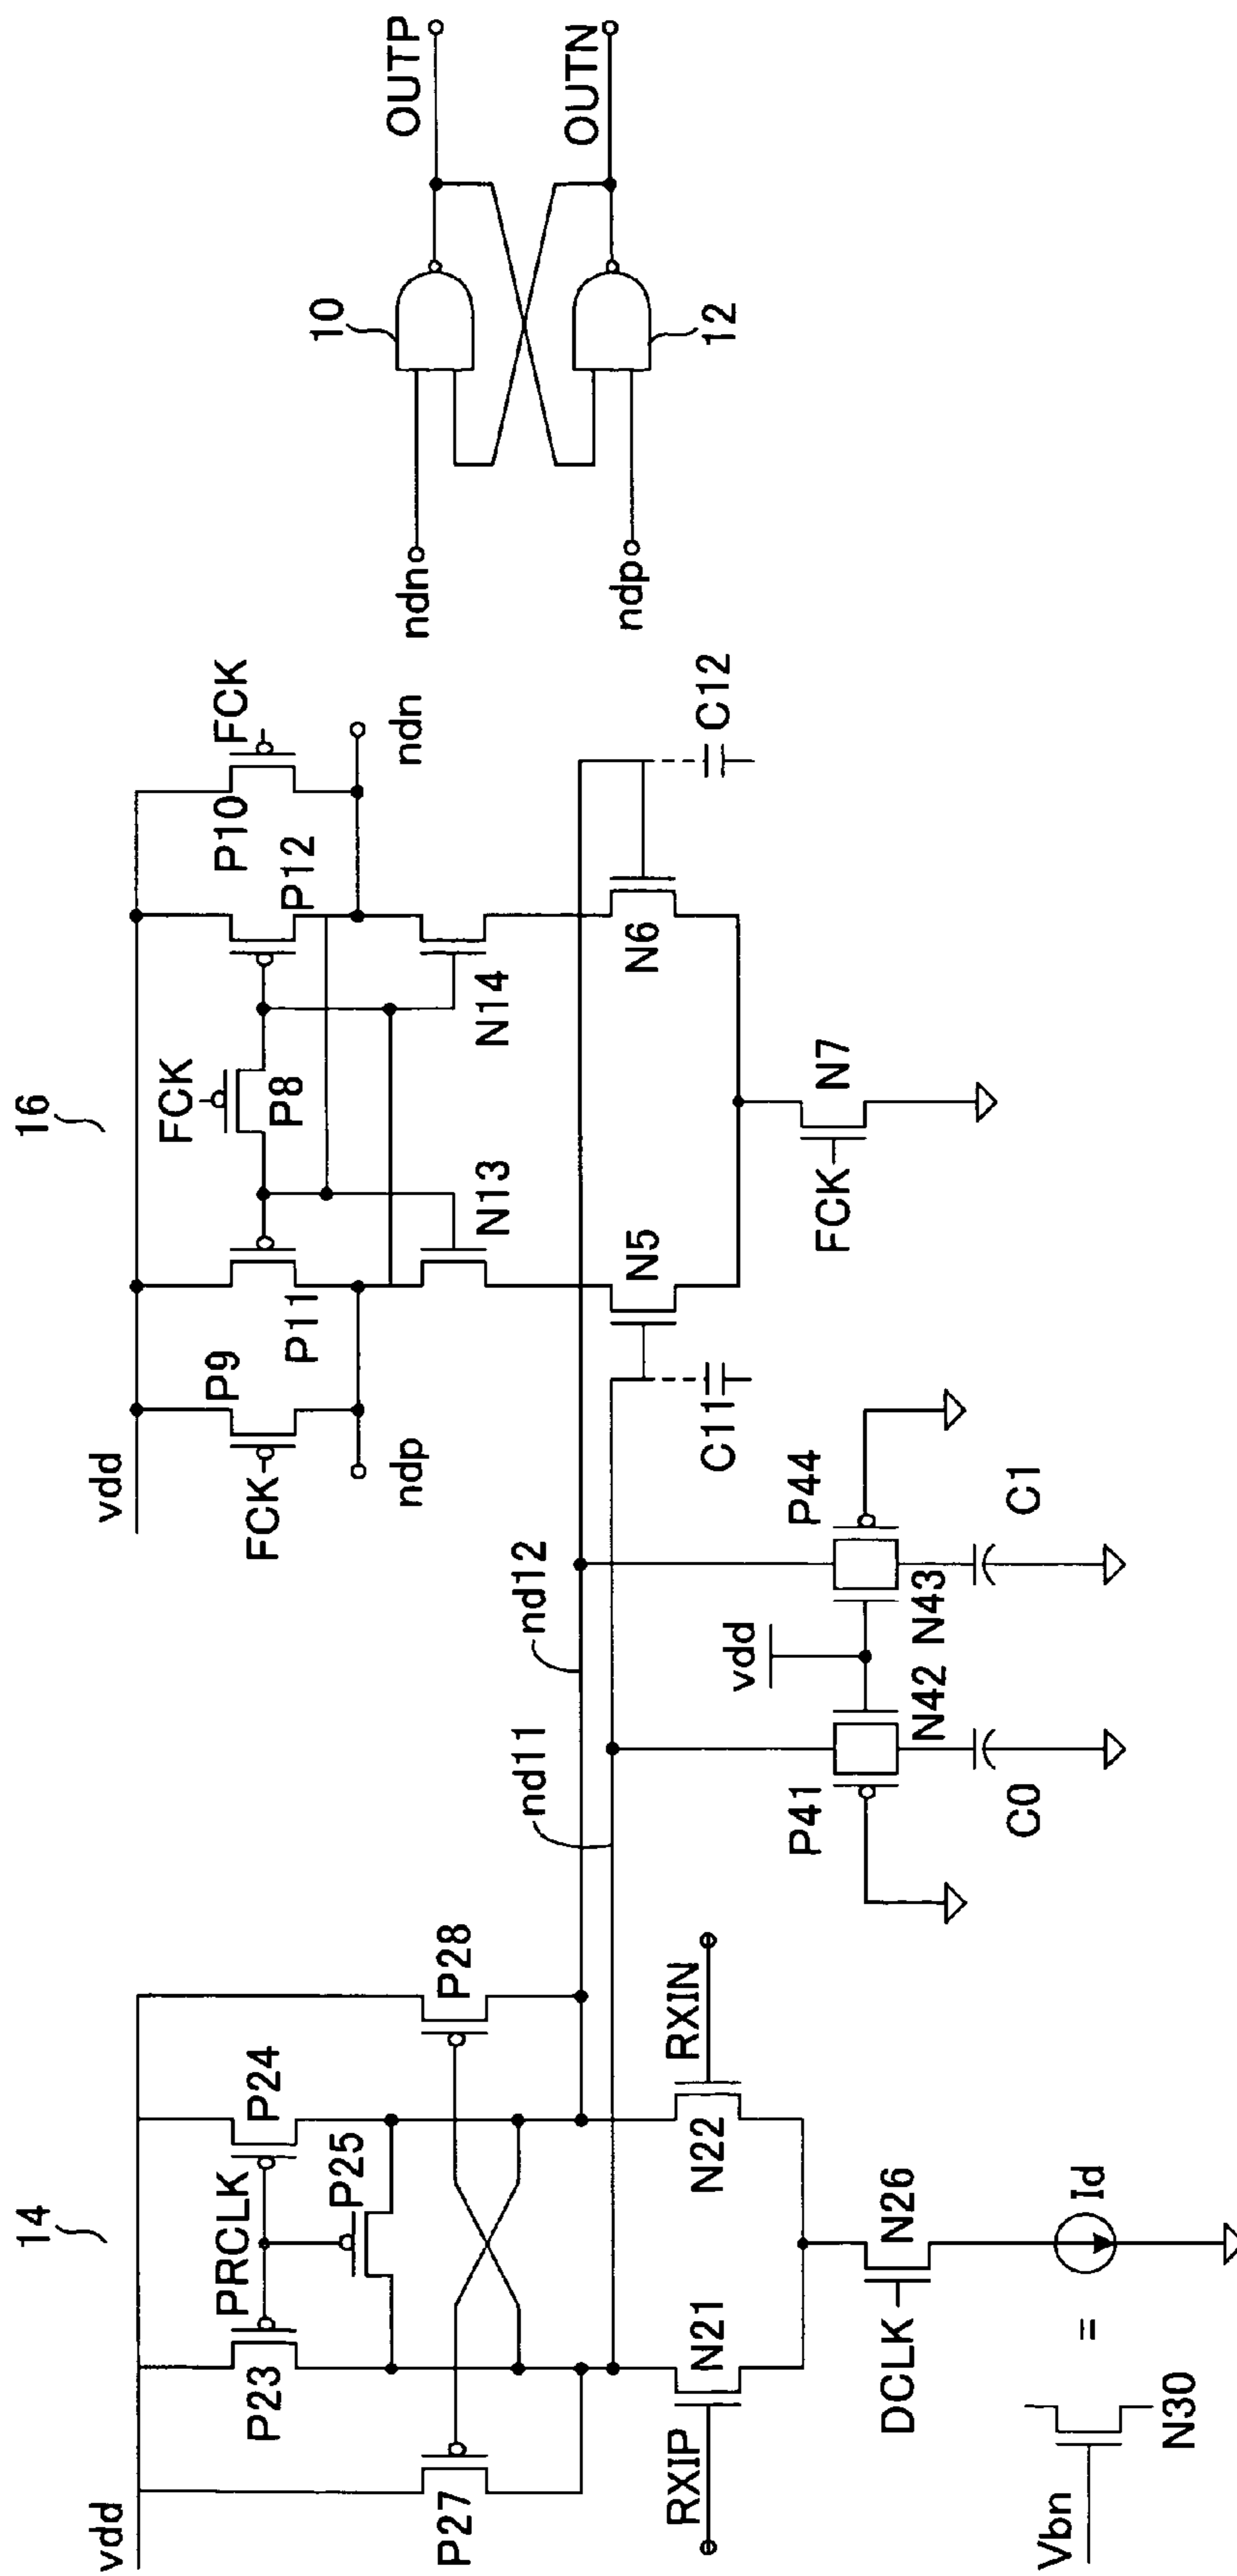 14
vdd
P23
PRCLK
P24
P25
P27
P28
RXIP
N21
N22
RXIN
DCLK
N26
Id
Vbn
=
N30
nd11
nd12
P41
vdd
N42
N43
P44
C0
C1
16
vdd
FCK
P9
P11
FCK
P8
P12
P10
FCK
ndp
ndn
N13
N14
N5
N6
C11
C12
FCK
N7
10
ndn
OUTP
ndp
12
OUTN